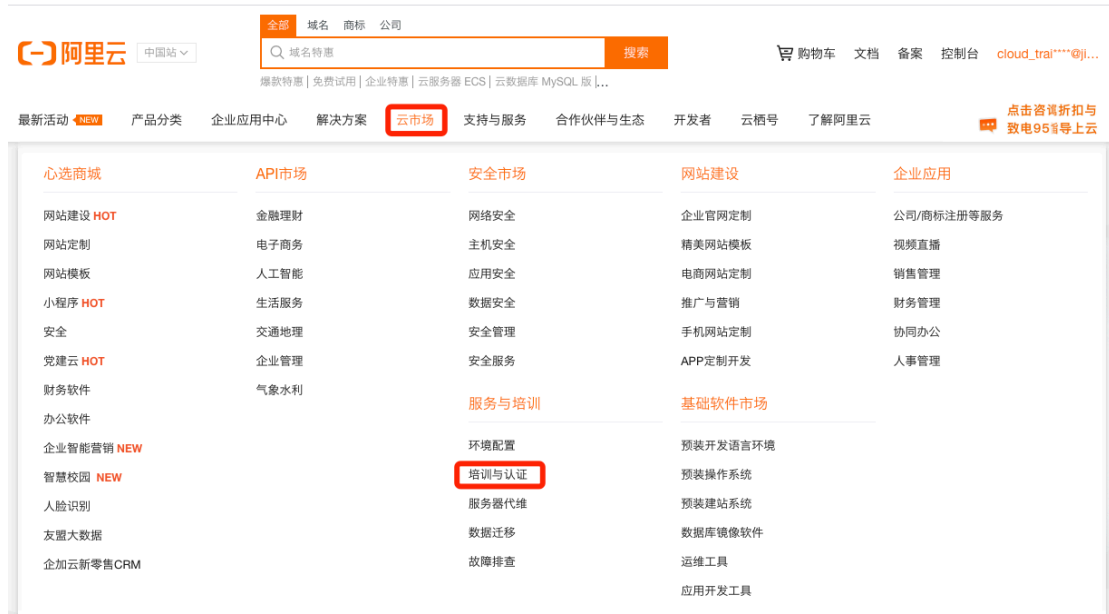 全部 域名 商标 公司
阿里云 中国站
域名特惠 搜索
购物车 文档 备案 控制台 cloud_trai****@ji...
爆款特惠 | 免费试用 | 企业特惠 | 云服务器 ECS | 云数据库 MySQL 版 |...
最新活动 NEW 产品分类 企业应用中心 解决方案 云市场 支持与服务 合作伙伴与生态 开发者 云栖号 了解阿里云
点击咨 折扣与
致电95 导上云
心选商城 API市场 安全市场 网站建设 企业应用
网站建设 HOT 金融理财 网络安全 企业官网定制 公司/商标注册等服务
网站定制 电子商务 主机安全 精美网站模板 视频直播
网站模板 人工智能 应用安全 电商网站定制 销售管理
小程序 HOT 生活服务 数据安全 推广与营销 财务管理
安全 交通地理 安全管理 手机网站定制 协同办公
党建云 HOT 企业管理 安全服务 APP定制开发 人事管理
财务软件 气象水利
服务与培训 基础软件市场
办公软件
企业智能营销 NEW 环境配置 预装开发语言环境
智慧校园 NEW 培训与认证 预装操作系统
人脸识别 服务器代维 预装建站系统
友盟大数据 数据迁移 数据库镜像软件
企加云新零售CRM 故障排查 运维工具
应用开发工具